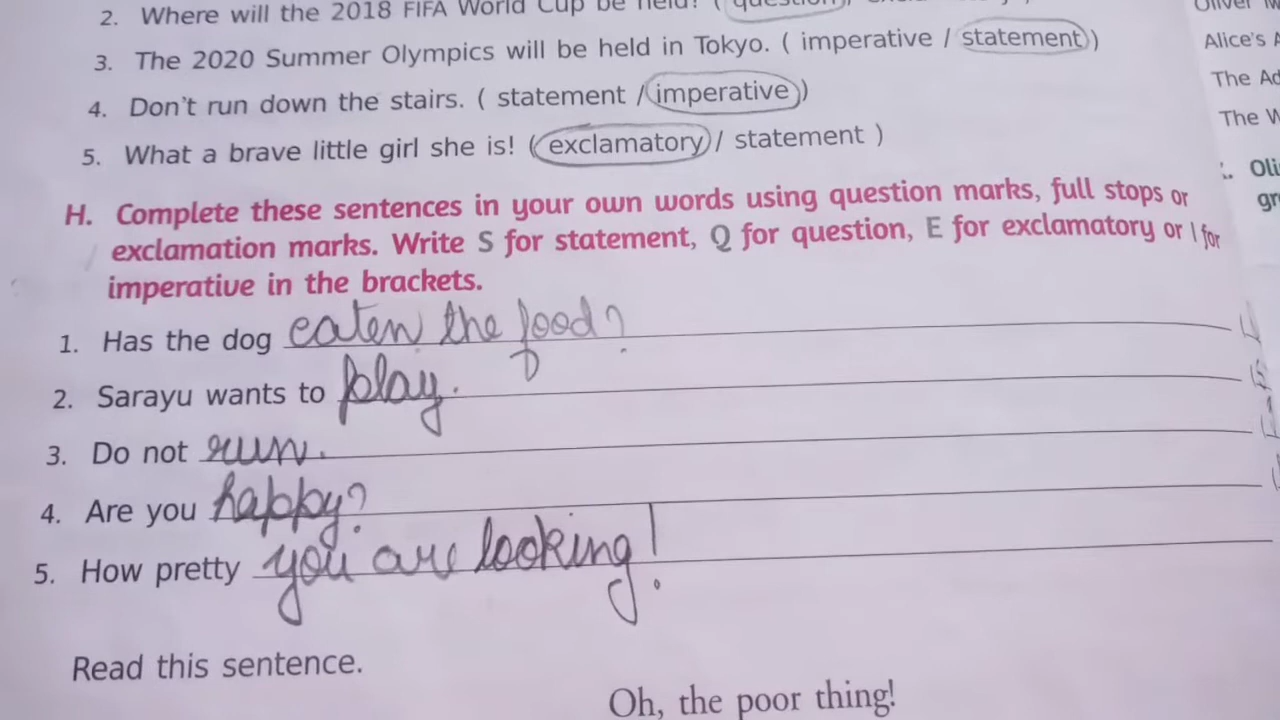 2. Where will the 2018 FIFA World Cup be held? ( question /
3. The 2020 Summer Olympics will be held in Tokyo. ( imperative / statement )
Alice's A
4. Don't run down the stairs. ( statement / imperative )
The Ad
The W
5. What a brave little girl she is! ( exclamatory / statement )
H. Complete these sentences in your own words using question marks, full stops or
exclamation marks. Write S for statement, Q for question, E for exclamatory or I for
imperative in the brackets.
1. Has the dog eaten the food?
2. Sarayu wants to play.
3. Do not run.
4. Are you happy?
5. How pretty you are looking!
Read this sentence.
Oh, the poor thing!